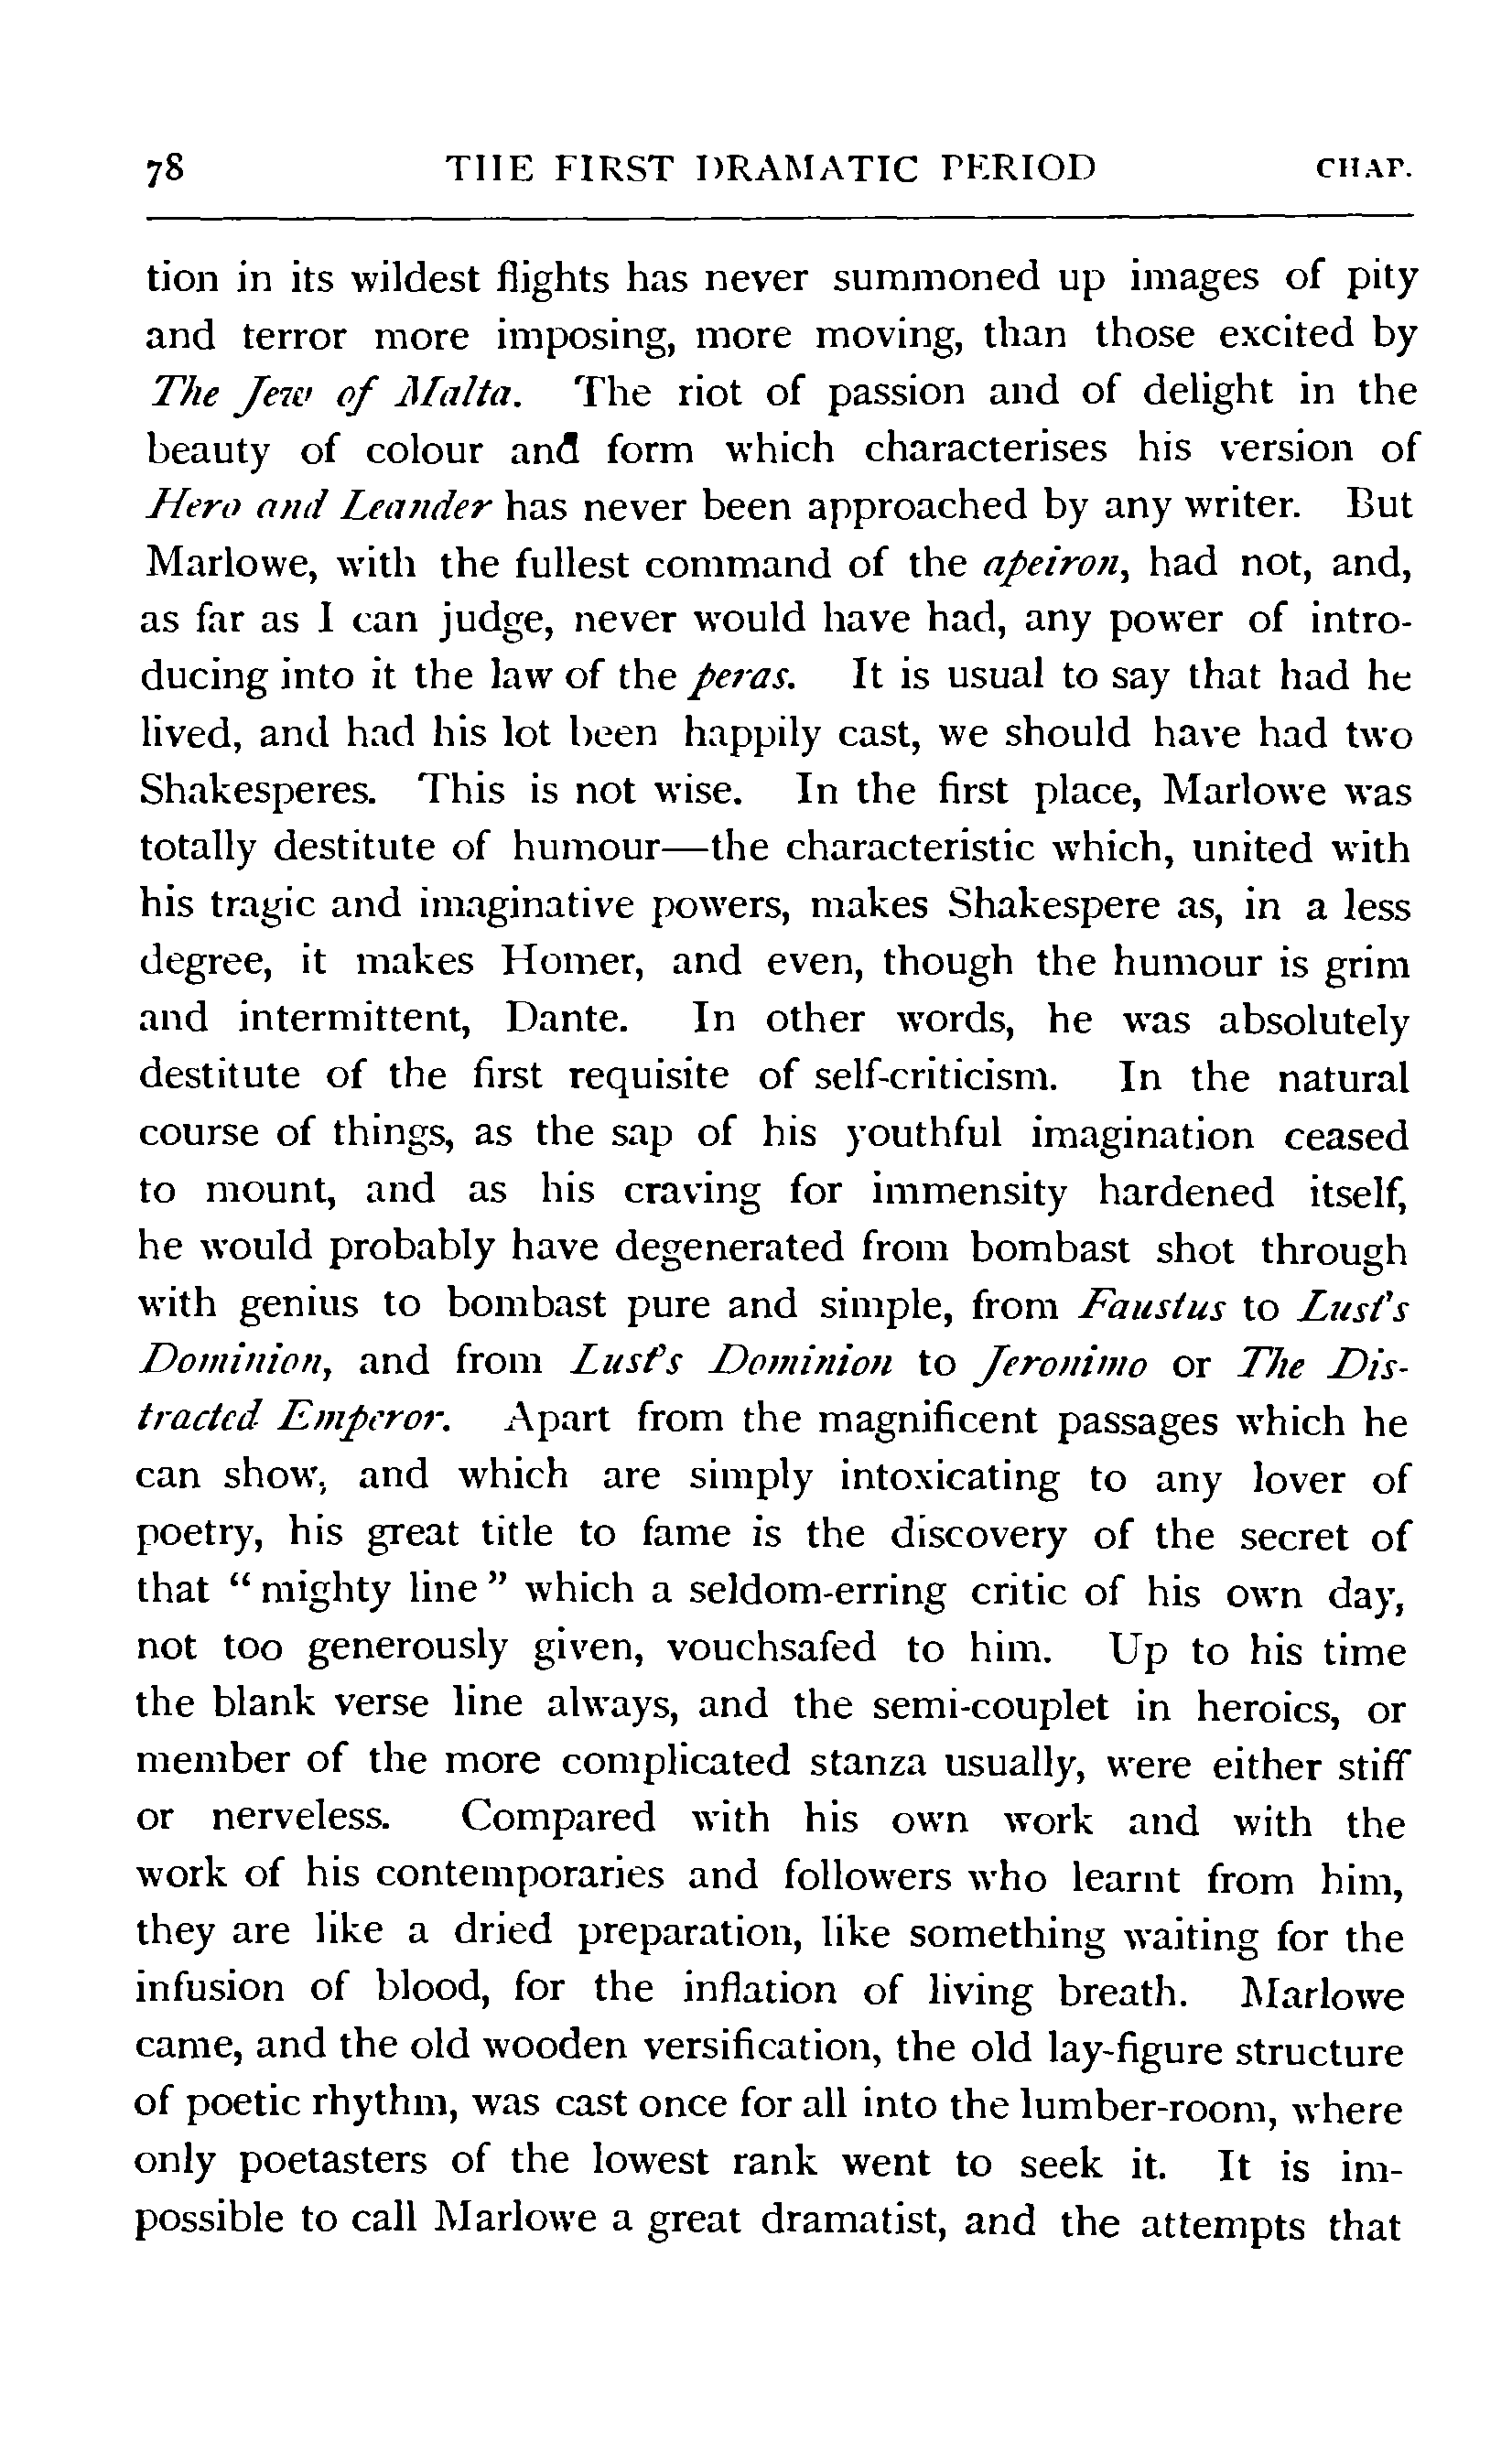 78 THE FIRST DRAMATIC PERIOD CHAP.
tion in its wildest flights has never summoned up images of pity
and terror more imposing, more moving, than those excited by
The Jew of Malta. The riot of passion and of delight in the
beauty of colour and form which characterises his version of
Hero and Leander has never been approached by any writer. But
Marlowe, with the fullest command of the apeiron, had not, and,
as far as I can judge, never would have had, any power of intro-
ducing into it the law of the peras. It is usual to say that had he
lived, and had his lot been happily cast, we should have had two
Shakesperes. This is not wise. In the first place, Marlowe was
totally destitute of humour—the characteristic which, united with
his tragic and imaginative powers, makes Shakespere as, in a less
degree, it makes Homer, and even, though the humour is grim
and intermittent, Dante. In other words, he was absolutely
destitute of the first requisite of self-criticism. In the natural
course of things, as the sap of his youthful imagination ceased
to mount, and as his craving for immensity hardened itself,
he would probably have degenerated from bombast shot through
with genius to bombast pure and simple, from Faustus to Lust's
Dominion, and from Lust's Dominion to Jeronimo or The Dis-
tracted Emperor. Apart from the magnificent passages which he
can show, and which are simply intoxicating to any lover of
poetry, his great title to fame is the discovery of the secret of
that "mighty line" which a seldom-erring critic of his own day,
not too generously given, vouchsafed to him. Up to his time
the blank verse line always, and the semi-couplet in heroics, or
member of the more complicated stanza usually, were either stiff
or nerveless. Compared with his own work and with the
work of his contemporaries and followers who learnt from him,
they are like a dried preparation, like something waiting for the
infusion of blood, for the inflation of living breath. Marlowe
came, and the old wooden versification, the old lay-figure structure
of poetic rhythm, was cast once for all into the lumber-room, where
only poetasters of the lowest rank went to seek it. It is im-
possible to call Marlowe a great dramatist, and the attempts that